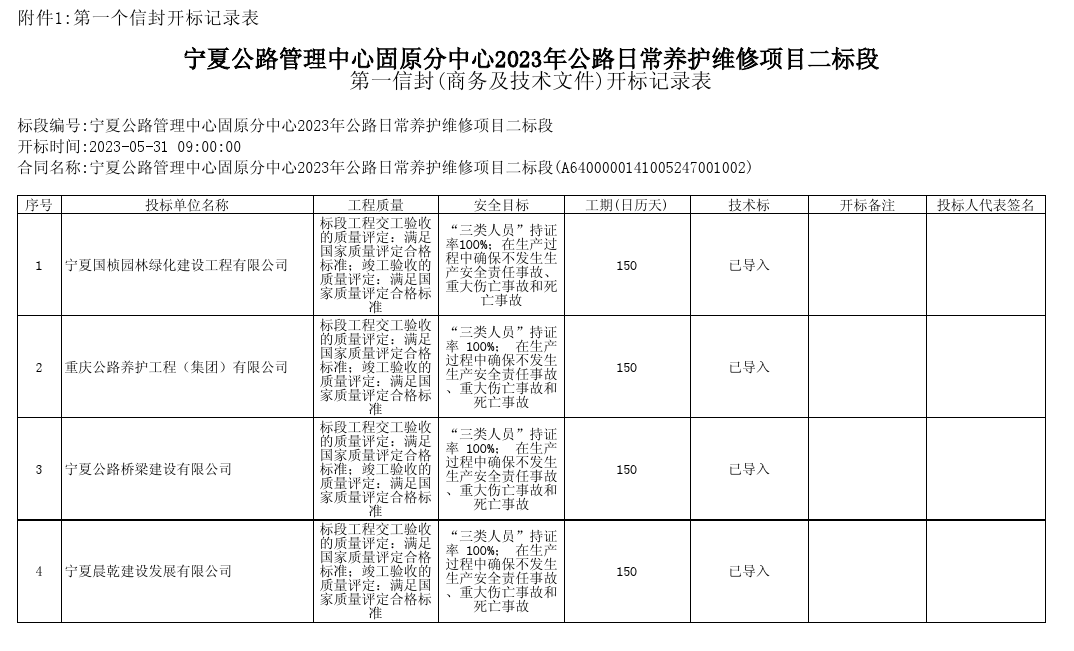 附件1:第一个信封开标记录表
宁夏公路管理中心固原分中心2023年公路日常养护维修项目二标段
第一信封(商务及技术文件)开标记录表
标段编号:宁夏公路管理中心固原分中心2023年公路日常养护维修项目二标段
开标时间:2023-05-31 09:00:00
合同名称:宁夏公路管理中心固原分中心2023年公路日常养护维修项目二标段(A6400000141005247001002)
序号 投标单位名称 工程质量 安全目标 工期(日历天) 技术标 开标备注 投标人代表签名
1
宁夏国桢园林绿化建设工程有限公司
标段工程交工验收
的质量评定：满足
国家质量评定合格
标准；竣工验收的
质量评定：满足国
家质量评定合格标
准
“三类人员”持证
率100%；在生产过
程中确保不发生生
产安全责任事故、
重大伤亡事故和死
亡事故
150
已导入
2
重庆公路养护工程（集团）有限公司
标段工程交工验收
的质量评定：满足
国家质量评定合格
标准；竣工验收的
质量评定：满足国
家质量评定合格标
准
“三类人员”持证
率 100%； 在生产
过程中确保不发生
生产安全责任事故
、重大伤亡事故和
死亡事故
150
已导入
3
宁夏公路桥梁建设有限公司
标段工程交工验收
的质量评定：满足
国家质量评定合格
标准；竣工验收的
质量评定：满足国
家质量评定合格标
准
“三类人员”持证
率 100%； 在生产
过程中确保不发生
生产安全责任事故
、重大伤亡事故和
死亡事故
150
已导入
4
宁夏晨乾建设发展有限公司
标段工程交工验收
的质量评定：满足
国家质量评定合格
标准；竣工验收的
质量评定：满足国
家质量评定合格标
准
“三类人员”持证
率 100%； 在生产
过程中确保不发生
生产安全责任事故
、重大伤亡事故和
死亡事故
150
已导入